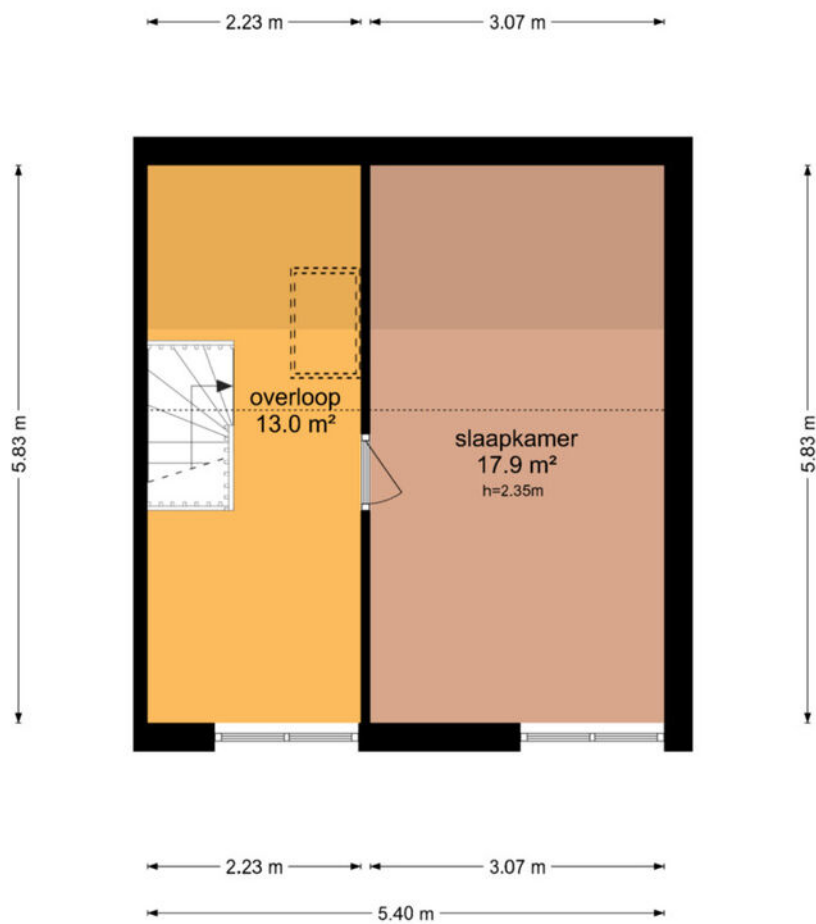 2.23 m
3.07 m
5.83 m
5.83 m
overloop
13.0 m²
slaapkamer
17.9 m²
h=2.35m
2.23 m
3.07 m
5.40 m